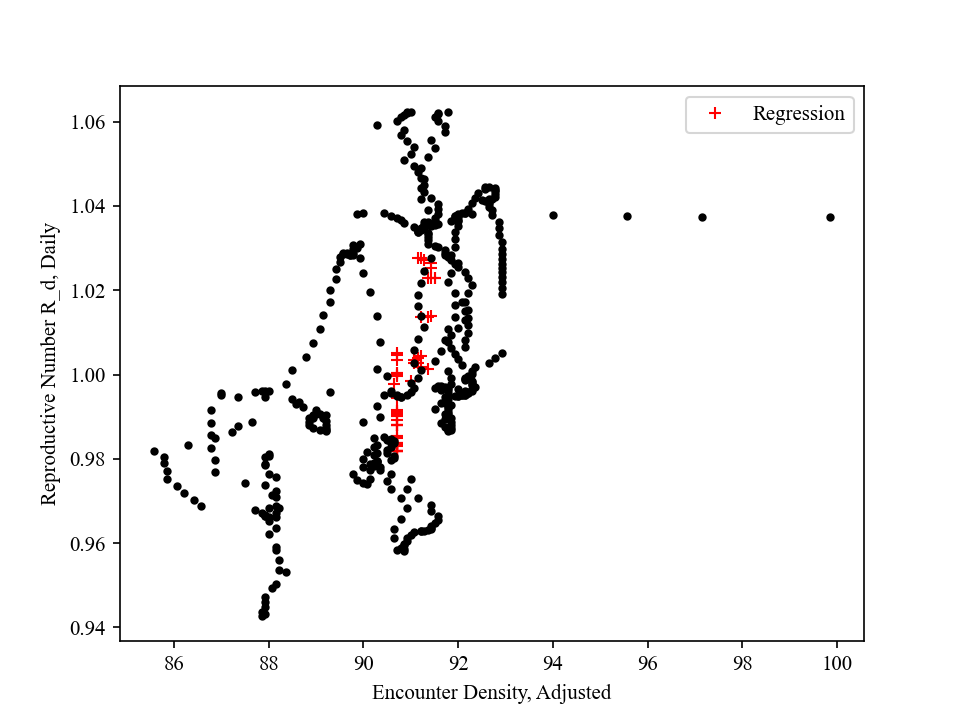 Regression
1.06
1.04
1.02
1.00
0.98
0.96
0.94
Reproductive Number R_d, Daily
86 88 90 92 94 96 98 100
Encounter Density, Adjusted